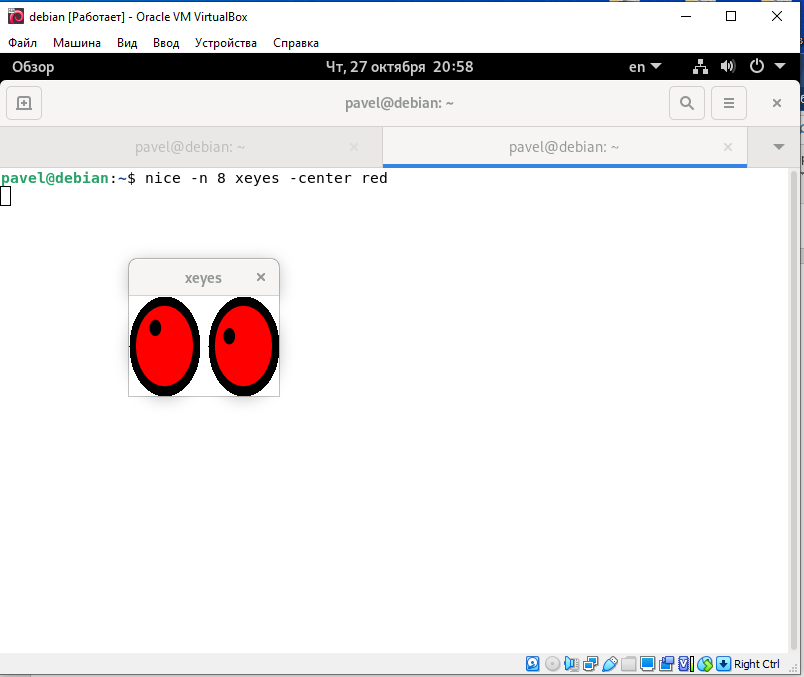 debian [Работает] - Oracle VM VirtualBox
Файл Машина Вид Ввод Устройства Справка
Обзор Чт, 27 октября 20:58 en
pavel@debian: ~
pavel@debian: ~ pavel@debian: ~
pavel@debian:~$ nice -n 8 xeyes -center red
xeyes
Right Ctrl